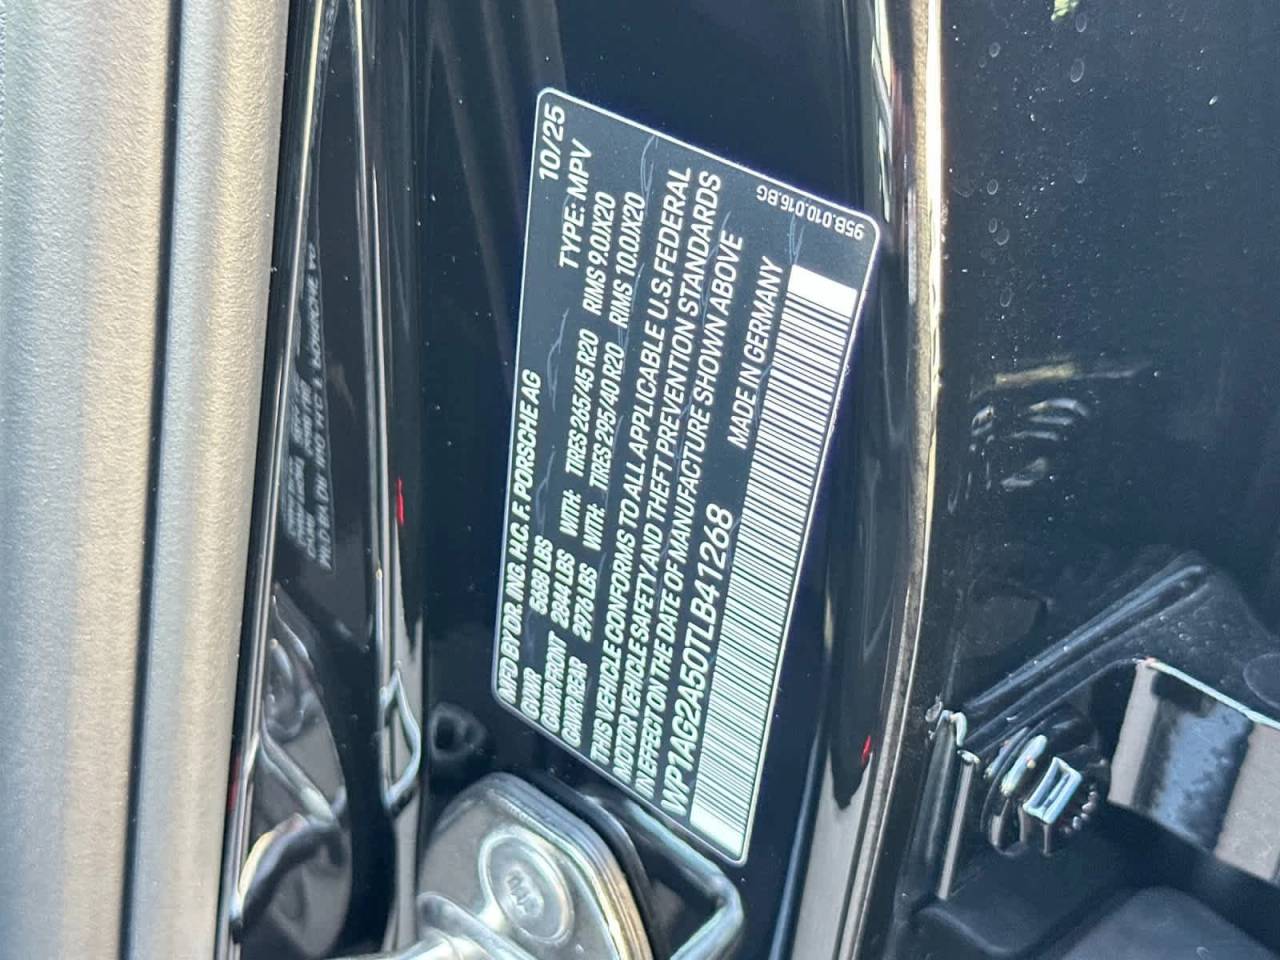 MFD BY DR. ING. H.C. F. PORSCHE AG 10/25
GVWR 5388 LBS TYPE: MPV
GAWR FRONT 2844 LBS WITH: TIRES 265/45 R20 RIMS 9.0JX20
GAWR REAR 2976 LBS WITH: TIRES 295/40 R20 RIMS 10.0JX20
THIS VEHICLE CONFORMS TO ALL APPLICABLE U.S. FEDERAL
MOTOR VEHICLE SAFETY AND THEFT PREVENTION STANDARDS
IN EFFECT ON THE DATE OF MANUFACTURE SHOWN ABOVE
WP1AG2A50TLB41268 MADE IN GERMANY
95B.010.016.BG